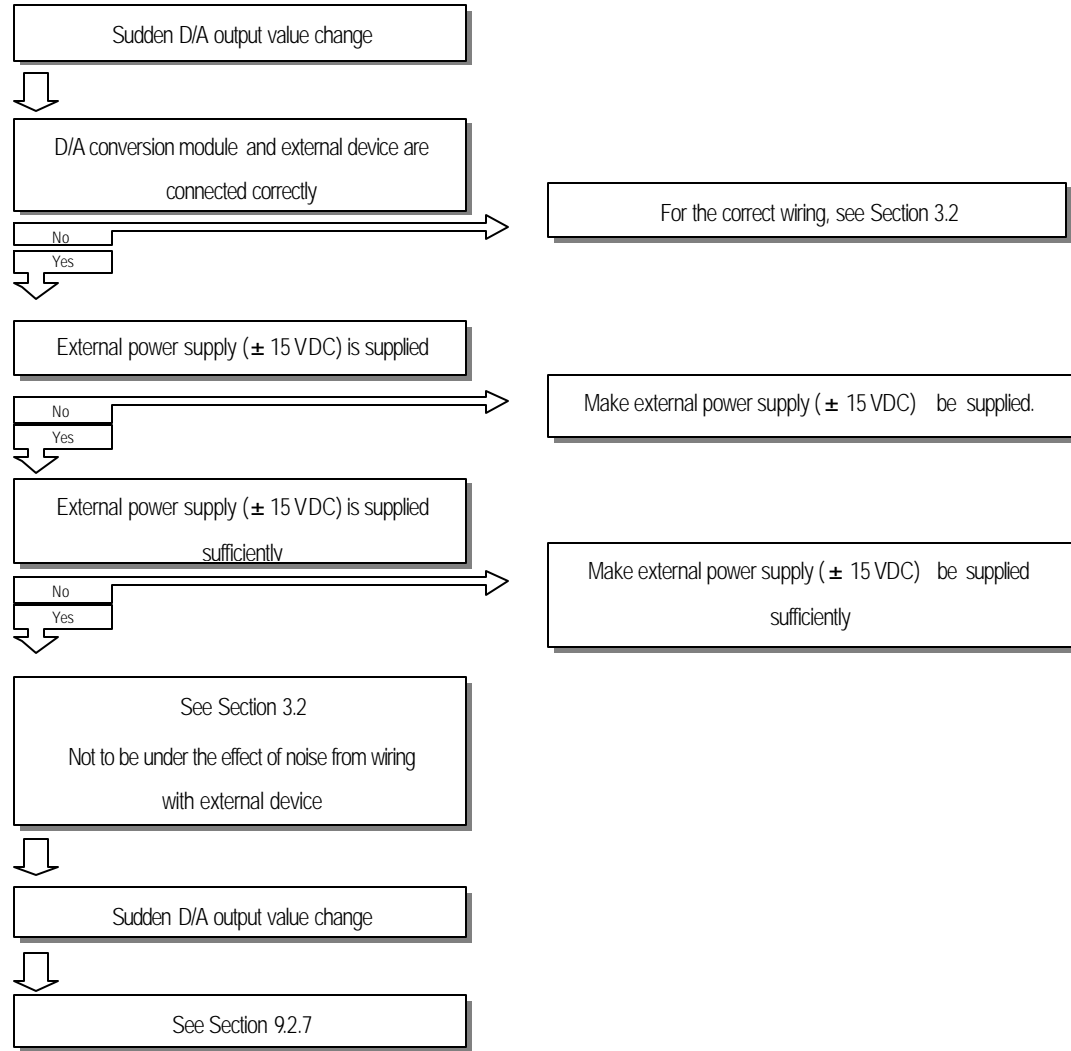 Sudden D/A output value change
D/A conversion module and external device are
connected correctly
For the correct wiring, see Section 3.2
No
Yes
External power supply (± 15 VDC) is supplied
Make external power supply (± 15 VDC) be supplied.
No
Yes
External power supply (± 15 VDC) is supplied
sufficiently
Make external power supply (± 15 VDC) be supplied
sufficiently
No
Yes
See Section 3.2
Not to be under the effect of noise from wiring
with external device
Sudden D/A output value change
See Section 9.2.7